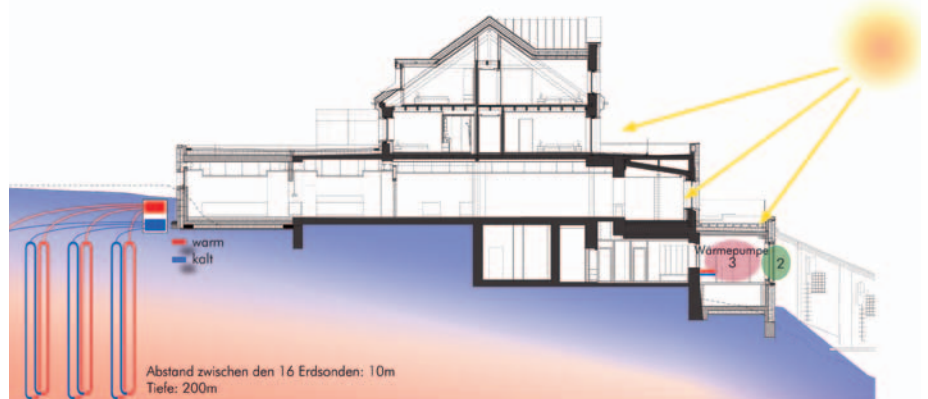 warm
kalt
Wärmepumpe
3
2
Abstand zwischen den 16 Erdsonden: 10m
Tiefe: 200m